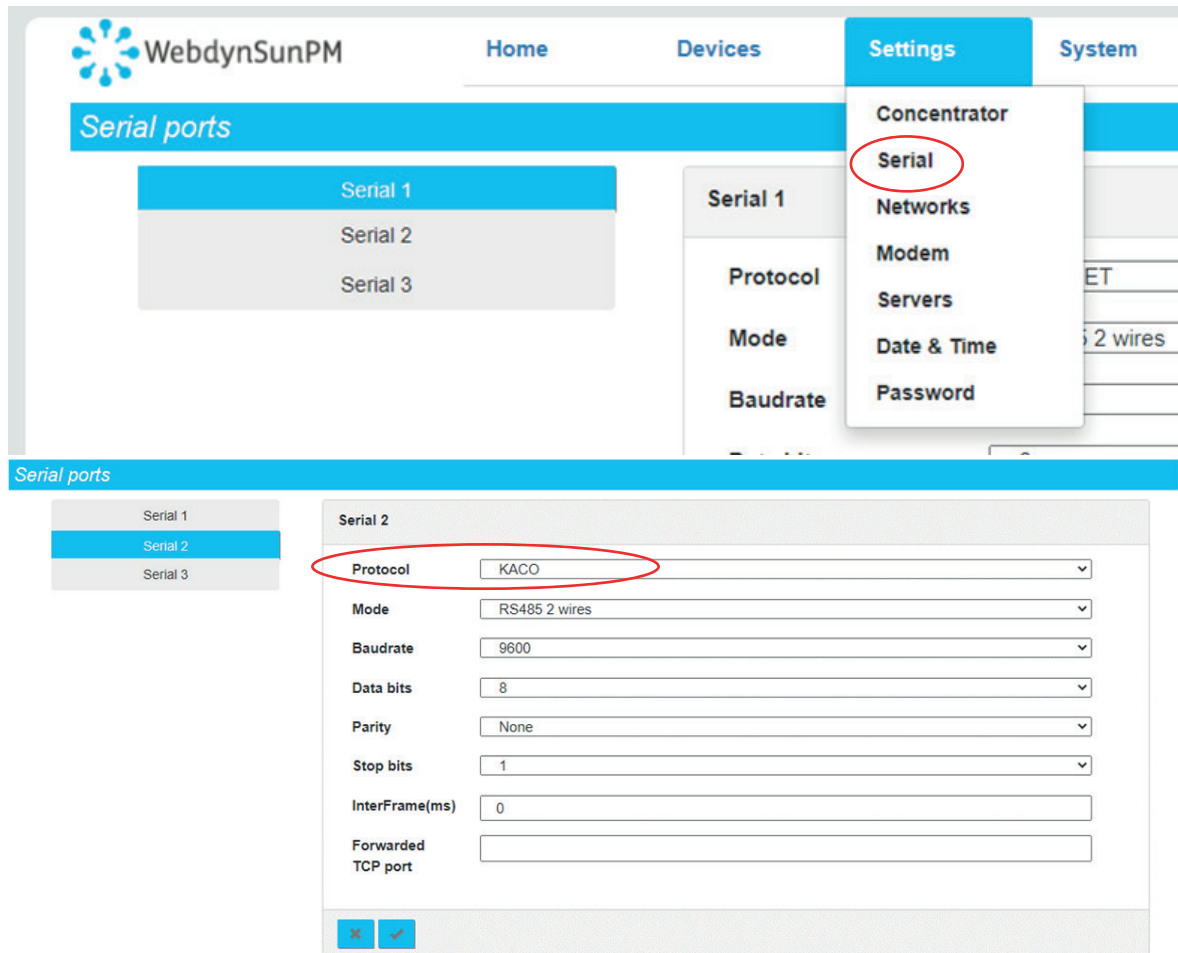 WebdynSunPM Home Devices Settings System
Serial ports
Concentrator
Serial
Networks
Modem
Servers
Date & Time
Password
Serial 1
Serial 2
Serial 3
Serial 1
Protocol ET
Mode 2 wires
Baudrate
Serial ports
Serial 1
Serial 2
Serial 3
Serial 2
Protocol KACO
Mode RS485 2 wires
Baudrate 9600
Data bits 8
Parity None
Stop bits 1
InterFrame(ms) 0
Forwarded
TCP port